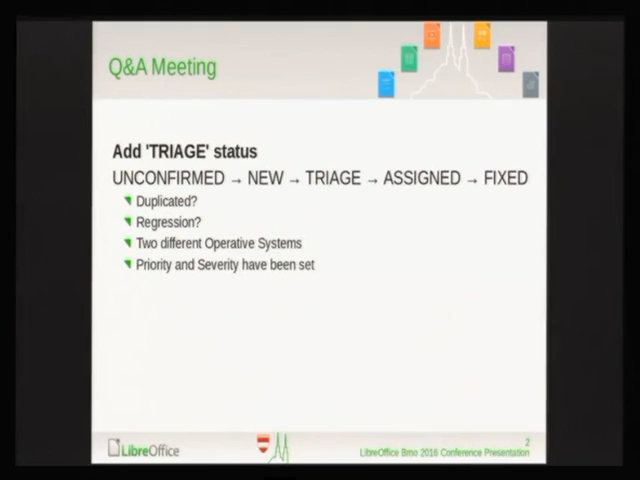 Q&A Meeting
Add 'TRIAGE' status
UNCONFIRMED → NEW → TRIAGE → ASSIGNED → FIXED
Duplicated?
Regression?
Two different Operative Systems
Priority and Severity have been set
2
LibreOffice
LibreOffice Brno 2016 Conference Presentation